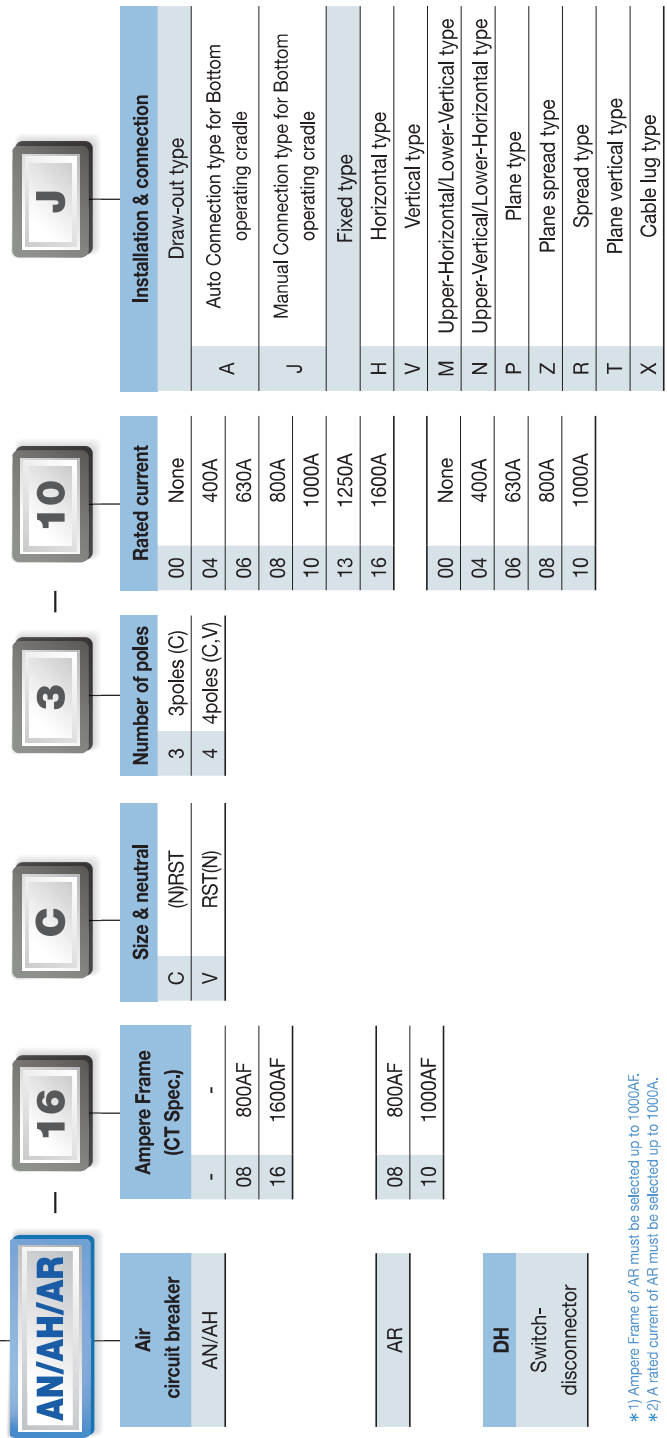 AN/AH/AR — 16 C 3 — 10 J
Air
circuit breaker
AN/AH
AR
DH
Switch-
disconnector
Ampere Frame
(CT Spec.)
- -
08 800AF
16 1600AF
08 800AF
10 1000AF
Size & neutral
C (N)RST
V RST(N)
Number of poles
3 3poles (C)
4 4poles (C,V)
Rated current
00 None
04 400A
06 630A
08 800A
10 1000A
13 1250A
16 1600A
00 None
04 400A
06 630A
08 800A
10 1000A
Installation & connection
Draw-out type
A Auto Connection type for Bottom
operating cradle
J Manual Connection type for Bottom
operating cradle
Fixed type
H Horizontal type
V Vertical type
M Upper-Horizontal/Lower-Vertical type
N Upper-Vertical/Lower-Horizontal type
P Plane type
Z Plane spread type
R Spread type
T Plane vertical type
X Cable lug type
*1) Ampere Frame of AR must be selected up to 1000AF.
*2) A rated current of AR must be selected up to 1000A.